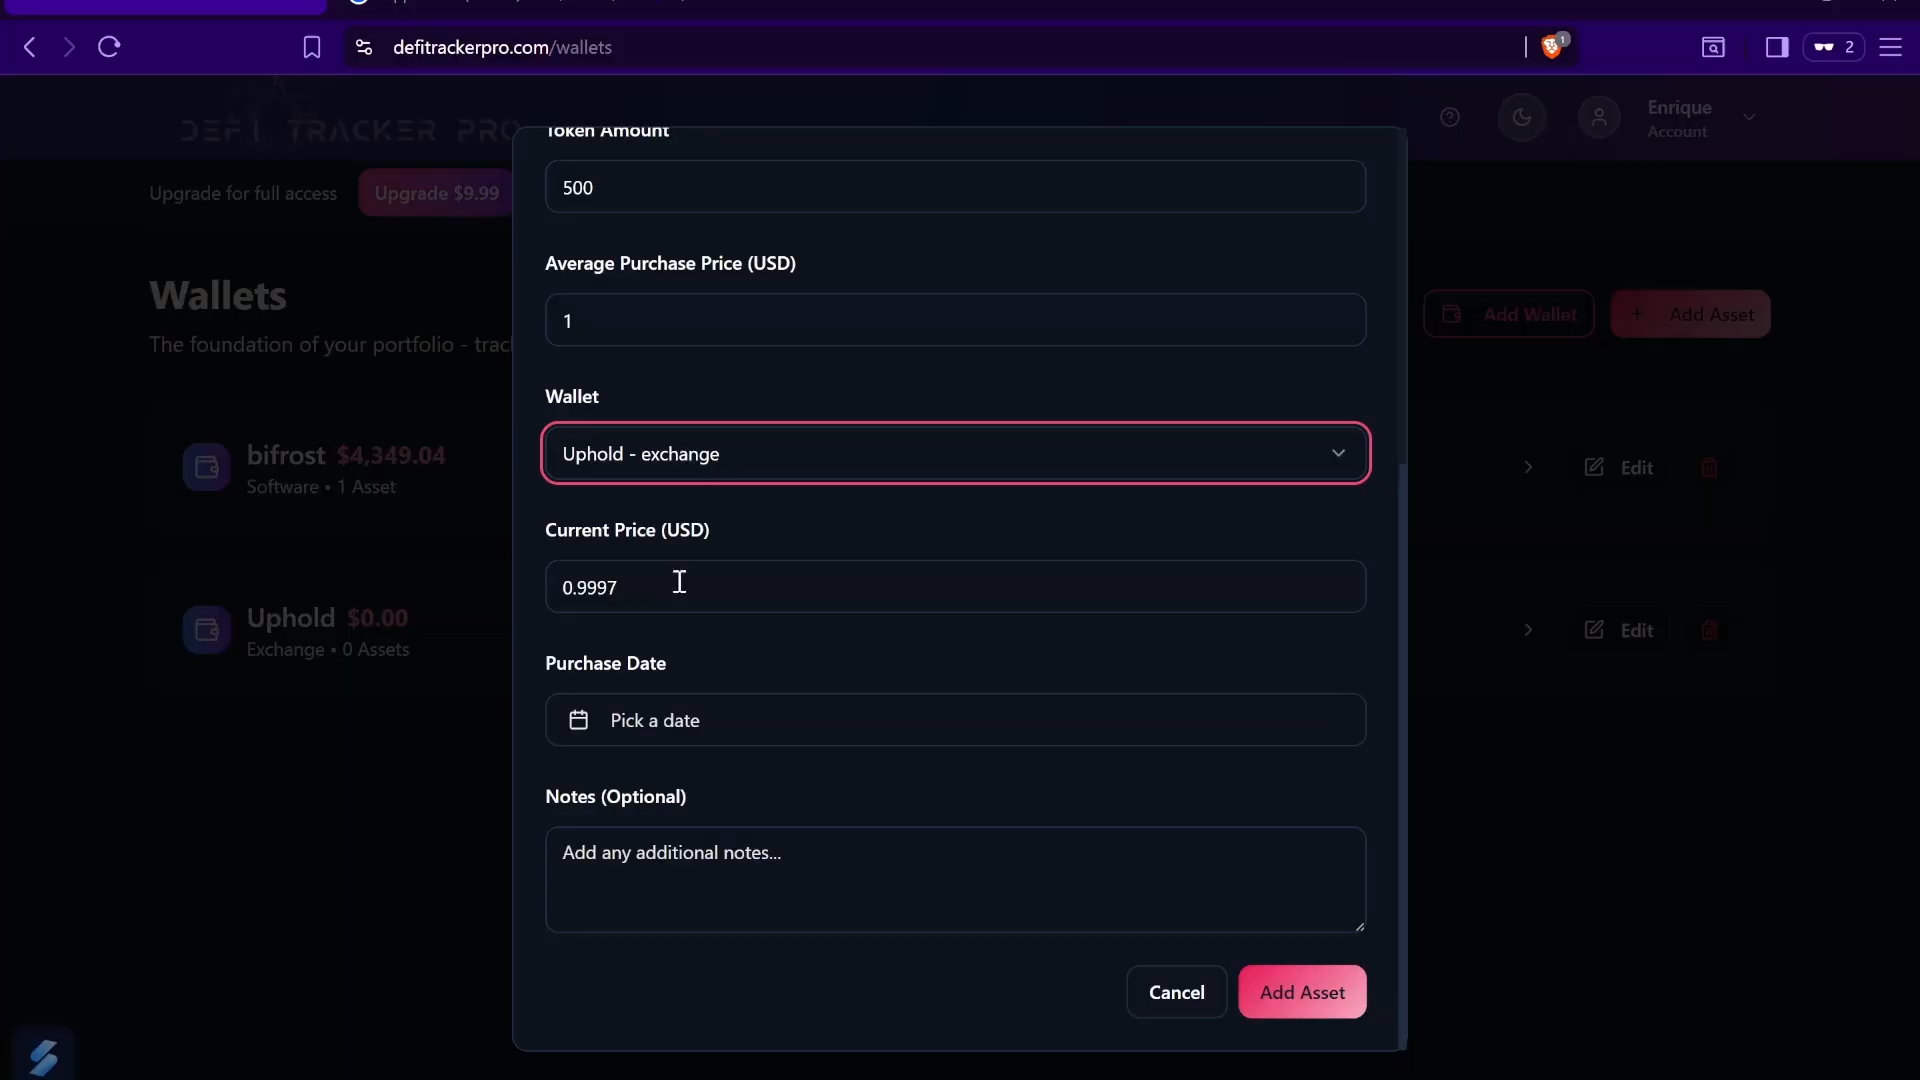 defitrackerpro.com/wallets
1
2
DEFI TRACKER PRO
Enrique
Account
Token Amount
500
Upgrade for full access
Upgrade $9.99
Average Purchase Price (USD)
1
Wallets
The foundation of your portfolio - trac
Add Wallet
+ Add Asset
Wallet
Uphold - exchange
bifrost $4,349.04
Software • 1 Asset
Edit
Current Price (USD)
0.9997
Uphold $0.00
Exchange • 0 Assets
Edit
Purchase Date
Pick a date
Notes (Optional)
Add any additional notes...
Cancel
Add Asset